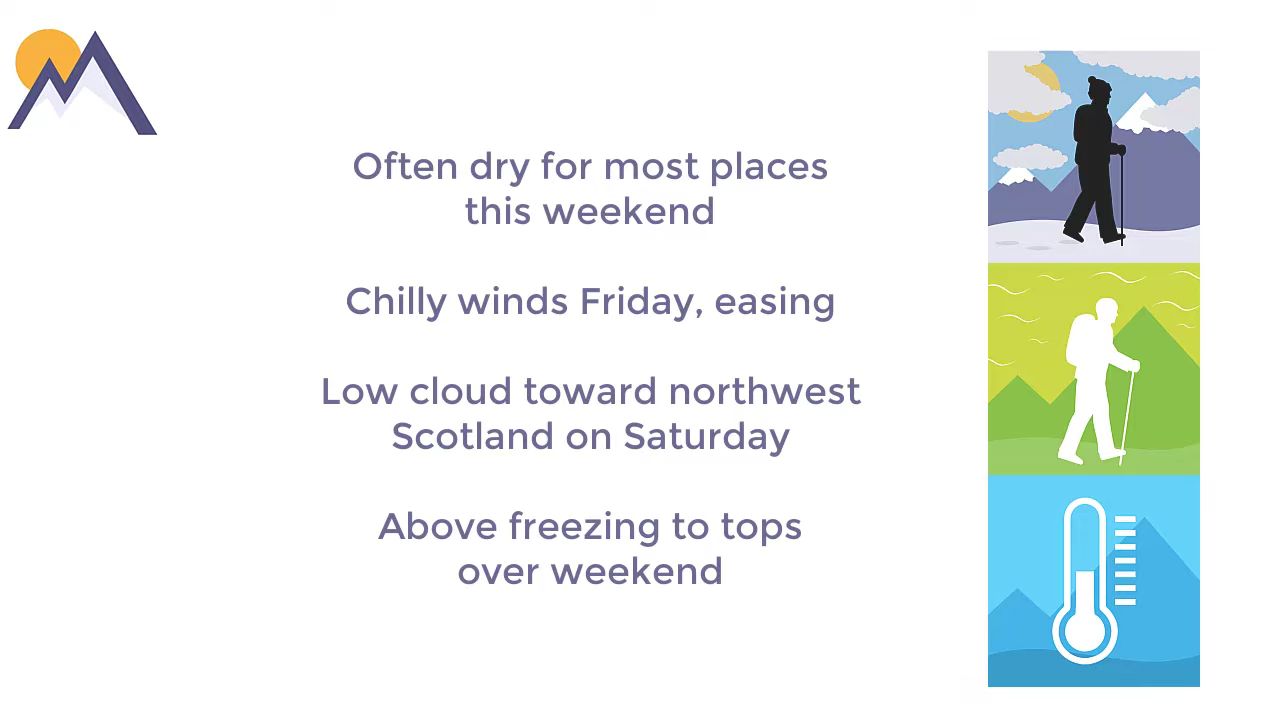 Often dry for most places
this weekend
Chilly winds Friday, easing
Low cloud toward northwest
Scotland on Saturday
Above freezing to tops
over weekend